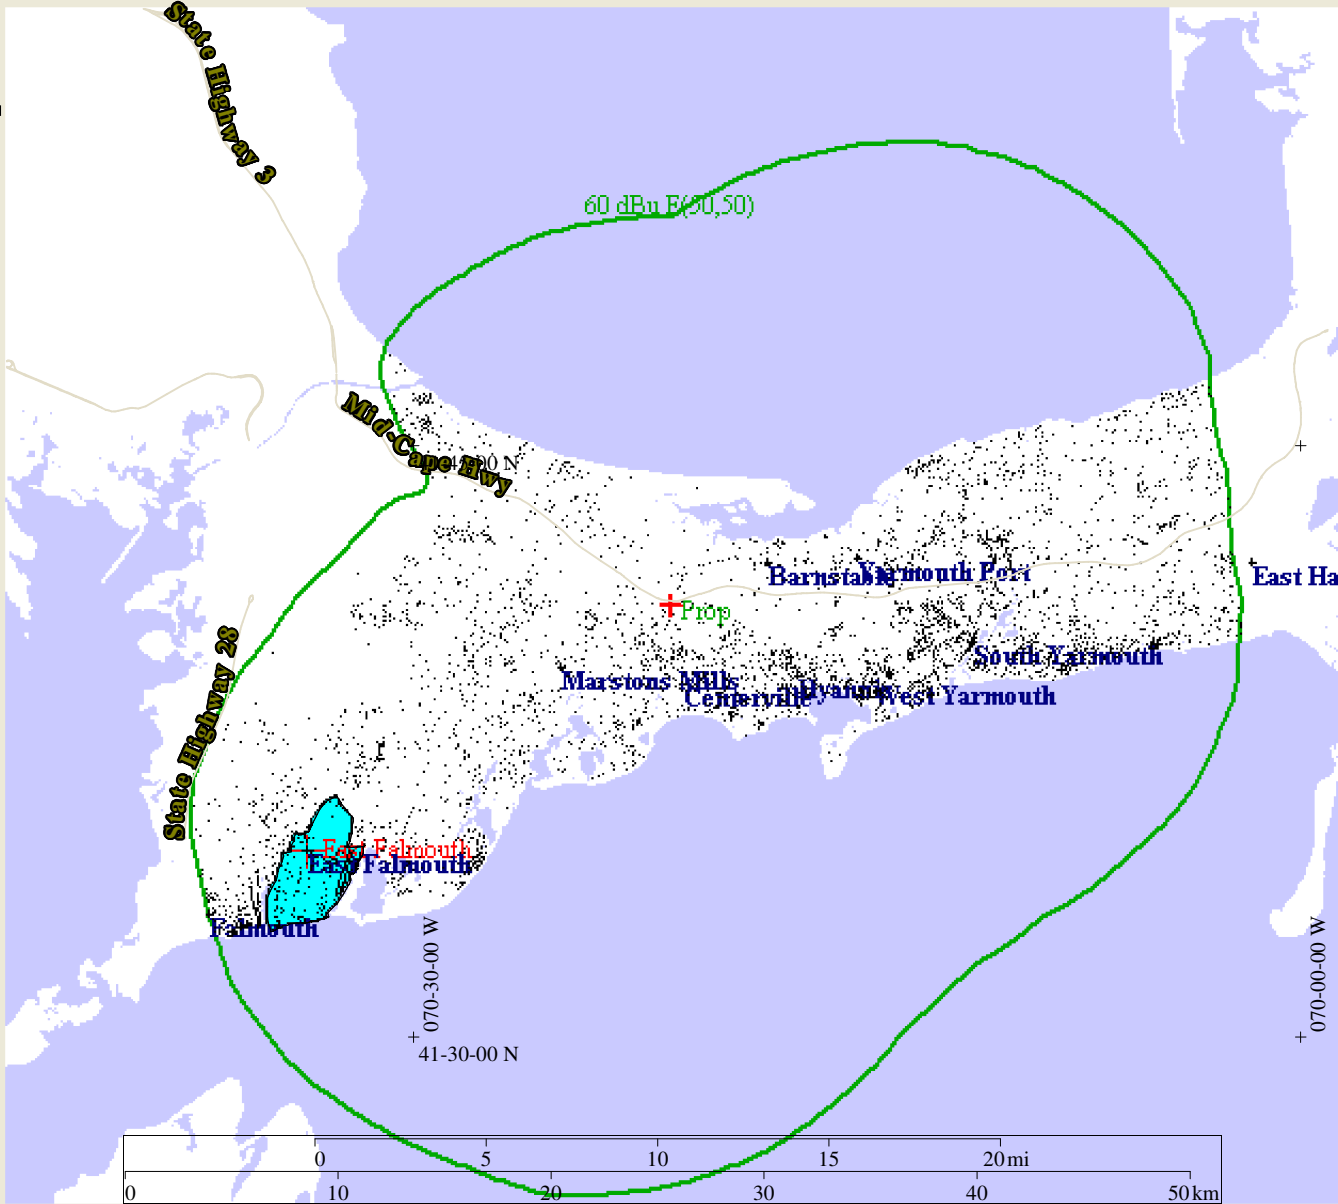 State Highway 3
60 dBu F(50,50)
Mid-Cape Hwy
00 N
Barnstable
Yarmouth Port
East Ha
Prop
South Yarmouth
State Highway 28
Marstons Mills
Centerville
Hyannis
West Yarmouth
East Falmouth
East Falmouth
Falmouth
070-30-00 W
070-00-00 W
41-30-00 N
0 5 10 15 20 mi
0 10 20 30 40 50 km